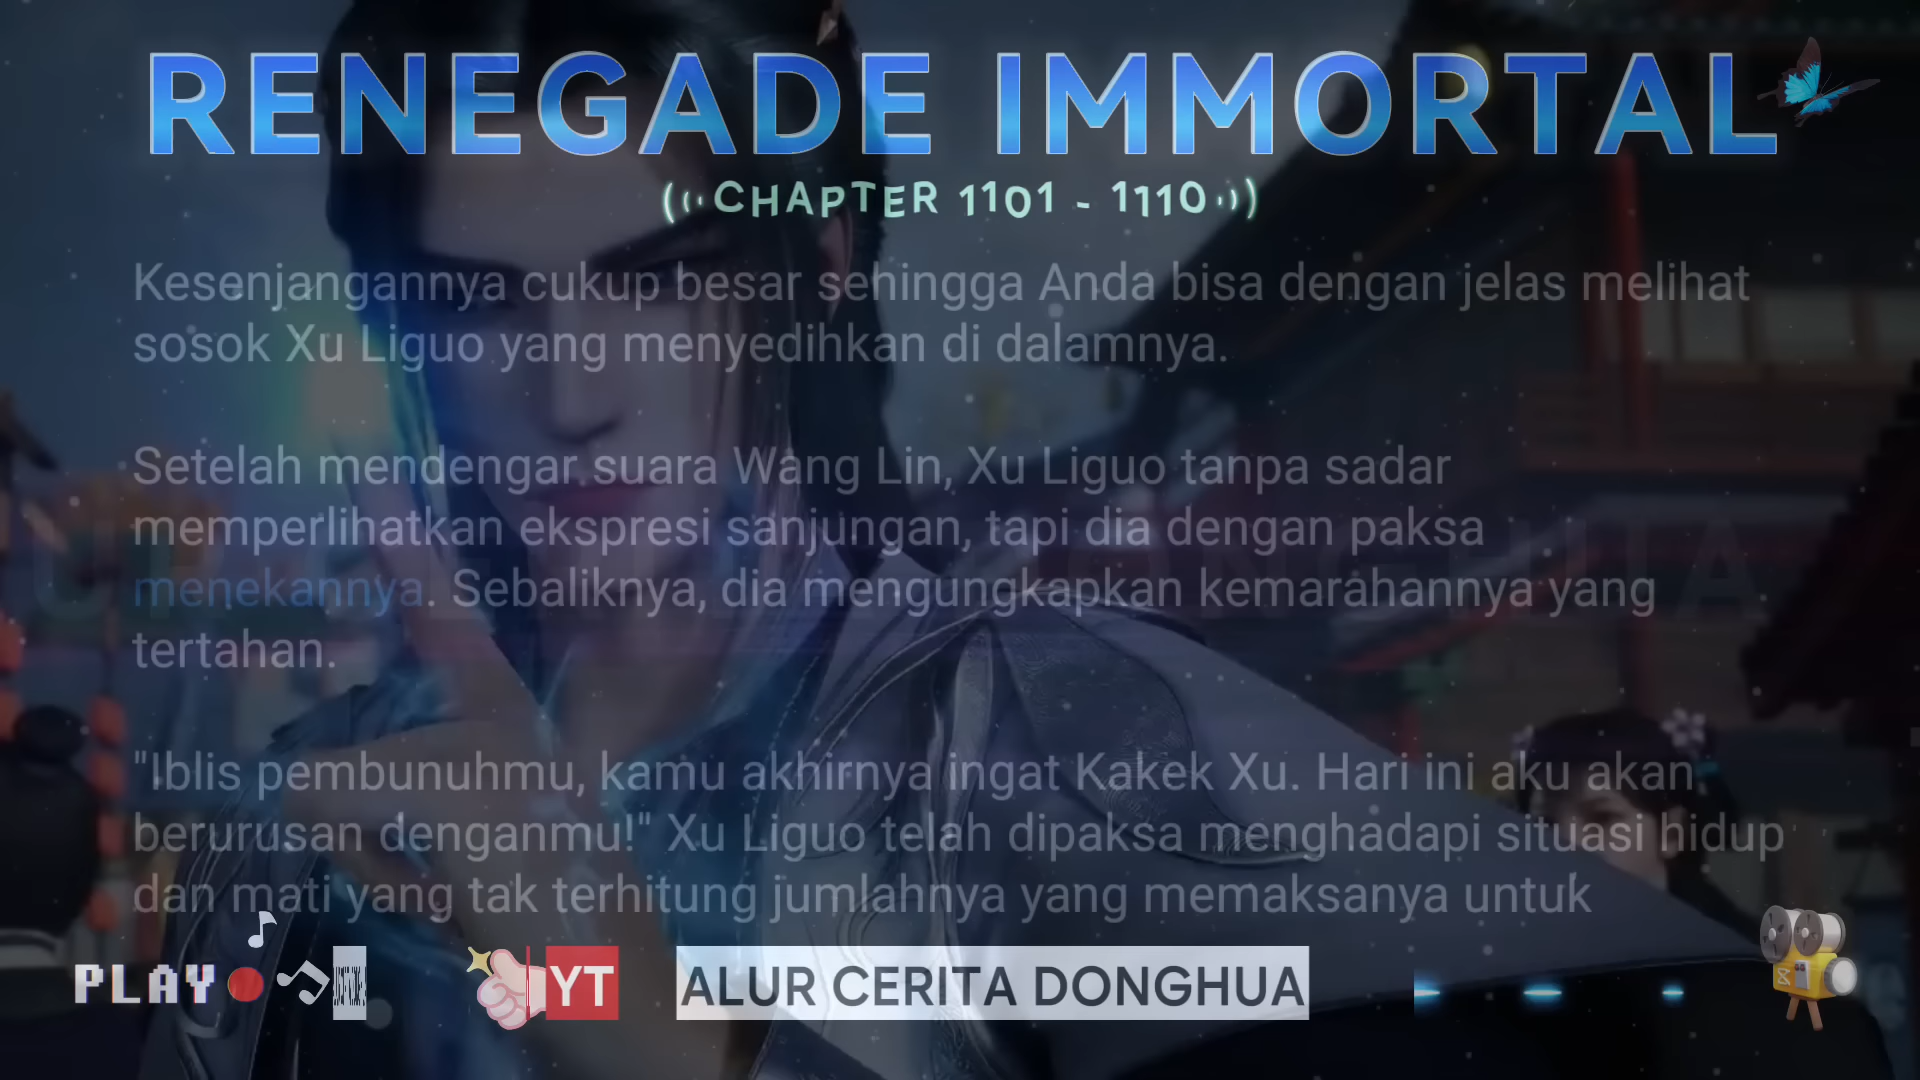 RENEGADE IMMORTAL
CHAPTER 1101 - 1110
Kesenjangannya cukup besar sehingga Anda bisa dengan jelas melihat
sosok Xu Liguo yang menyedihkan di dalamnya.
Setelah mendengar suara Wang Lin, Xu Liguo tanpa sadar
memperlihatkan ekspresi sanjungan, tapi dia dengan paksa
menekannya. Sebaliknya, dia mengungkapkan kemarahannya yang
tertahan.
"Iblis pembunuhmu, kamu akhirnya ingat Kakek Xu. Hari ini aku akan
berurusan denganmu!" Xu Liguo telah dipaksa menghadapi situasi hidup
dan mati yang tak terhitung jumlahnya yang memaksanya untuk
PLAY
YT
ALUR CERITA DONGHUA